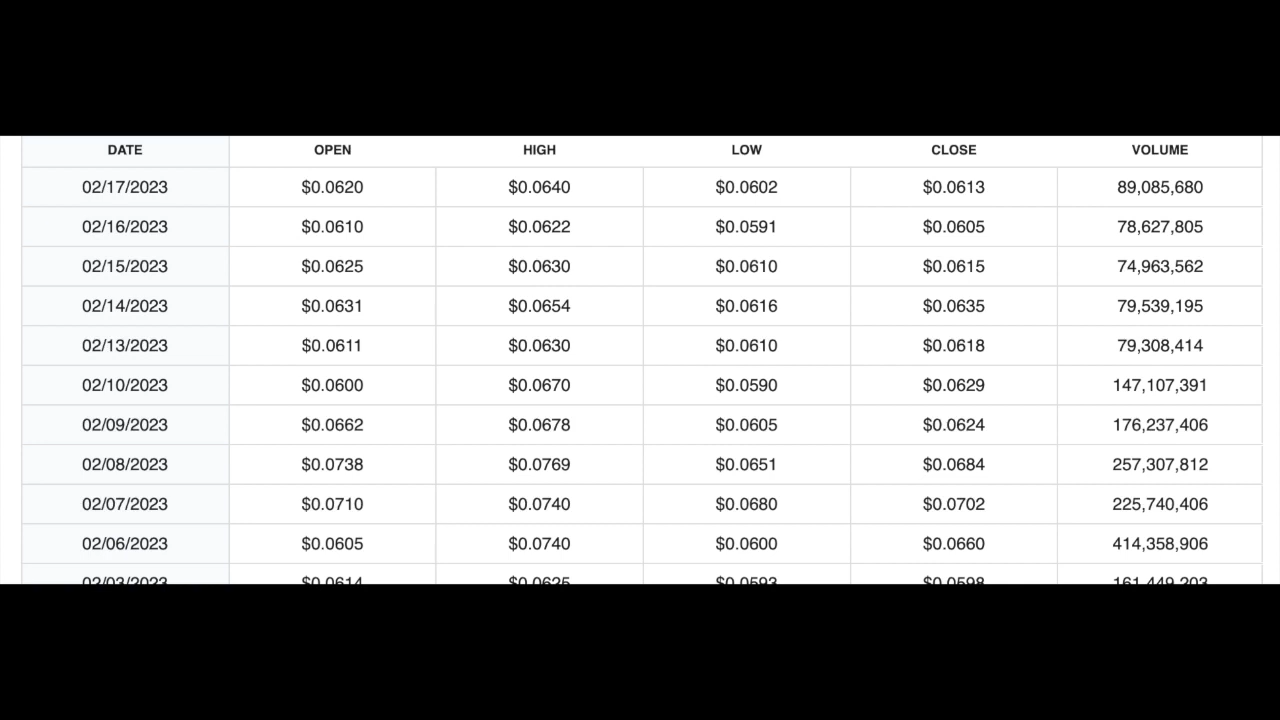 DATE OPEN HIGH LOW CLOSE VOLUME
02/17/2023 $0.0620 $0.0640 $0.0602 $0.0613 89,085,680
02/16/2023 $0.0610 $0.0622 $0.0591 $0.0605 78,627,805
02/15/2023 $0.0625 $0.0630 $0.0610 $0.0615 74,963,562
02/14/2023 $0.0631 $0.0654 $0.0616 $0.0635 79,539,195
02/13/2023 $0.0611 $0.0630 $0.0610 $0.0618 79,308,414
02/10/2023 $0.0600 $0.0670 $0.0590 $0.0629 147,107,391
02/09/2023 $0.0662 $0.0678 $0.0605 $0.0624 176,237,406
02/08/2023 $0.0738 $0.0769 $0.0651 $0.0684 257,307,812
02/07/2023 $0.0710 $0.0740 $0.0680 $0.0702 225,740,406
02/06/2023 $0.0605 $0.0740 $0.0600 $0.0660 414,358,906
02/03/2023 $0.0614 $0.0625 $0.0593 $0.0598 161,449,203